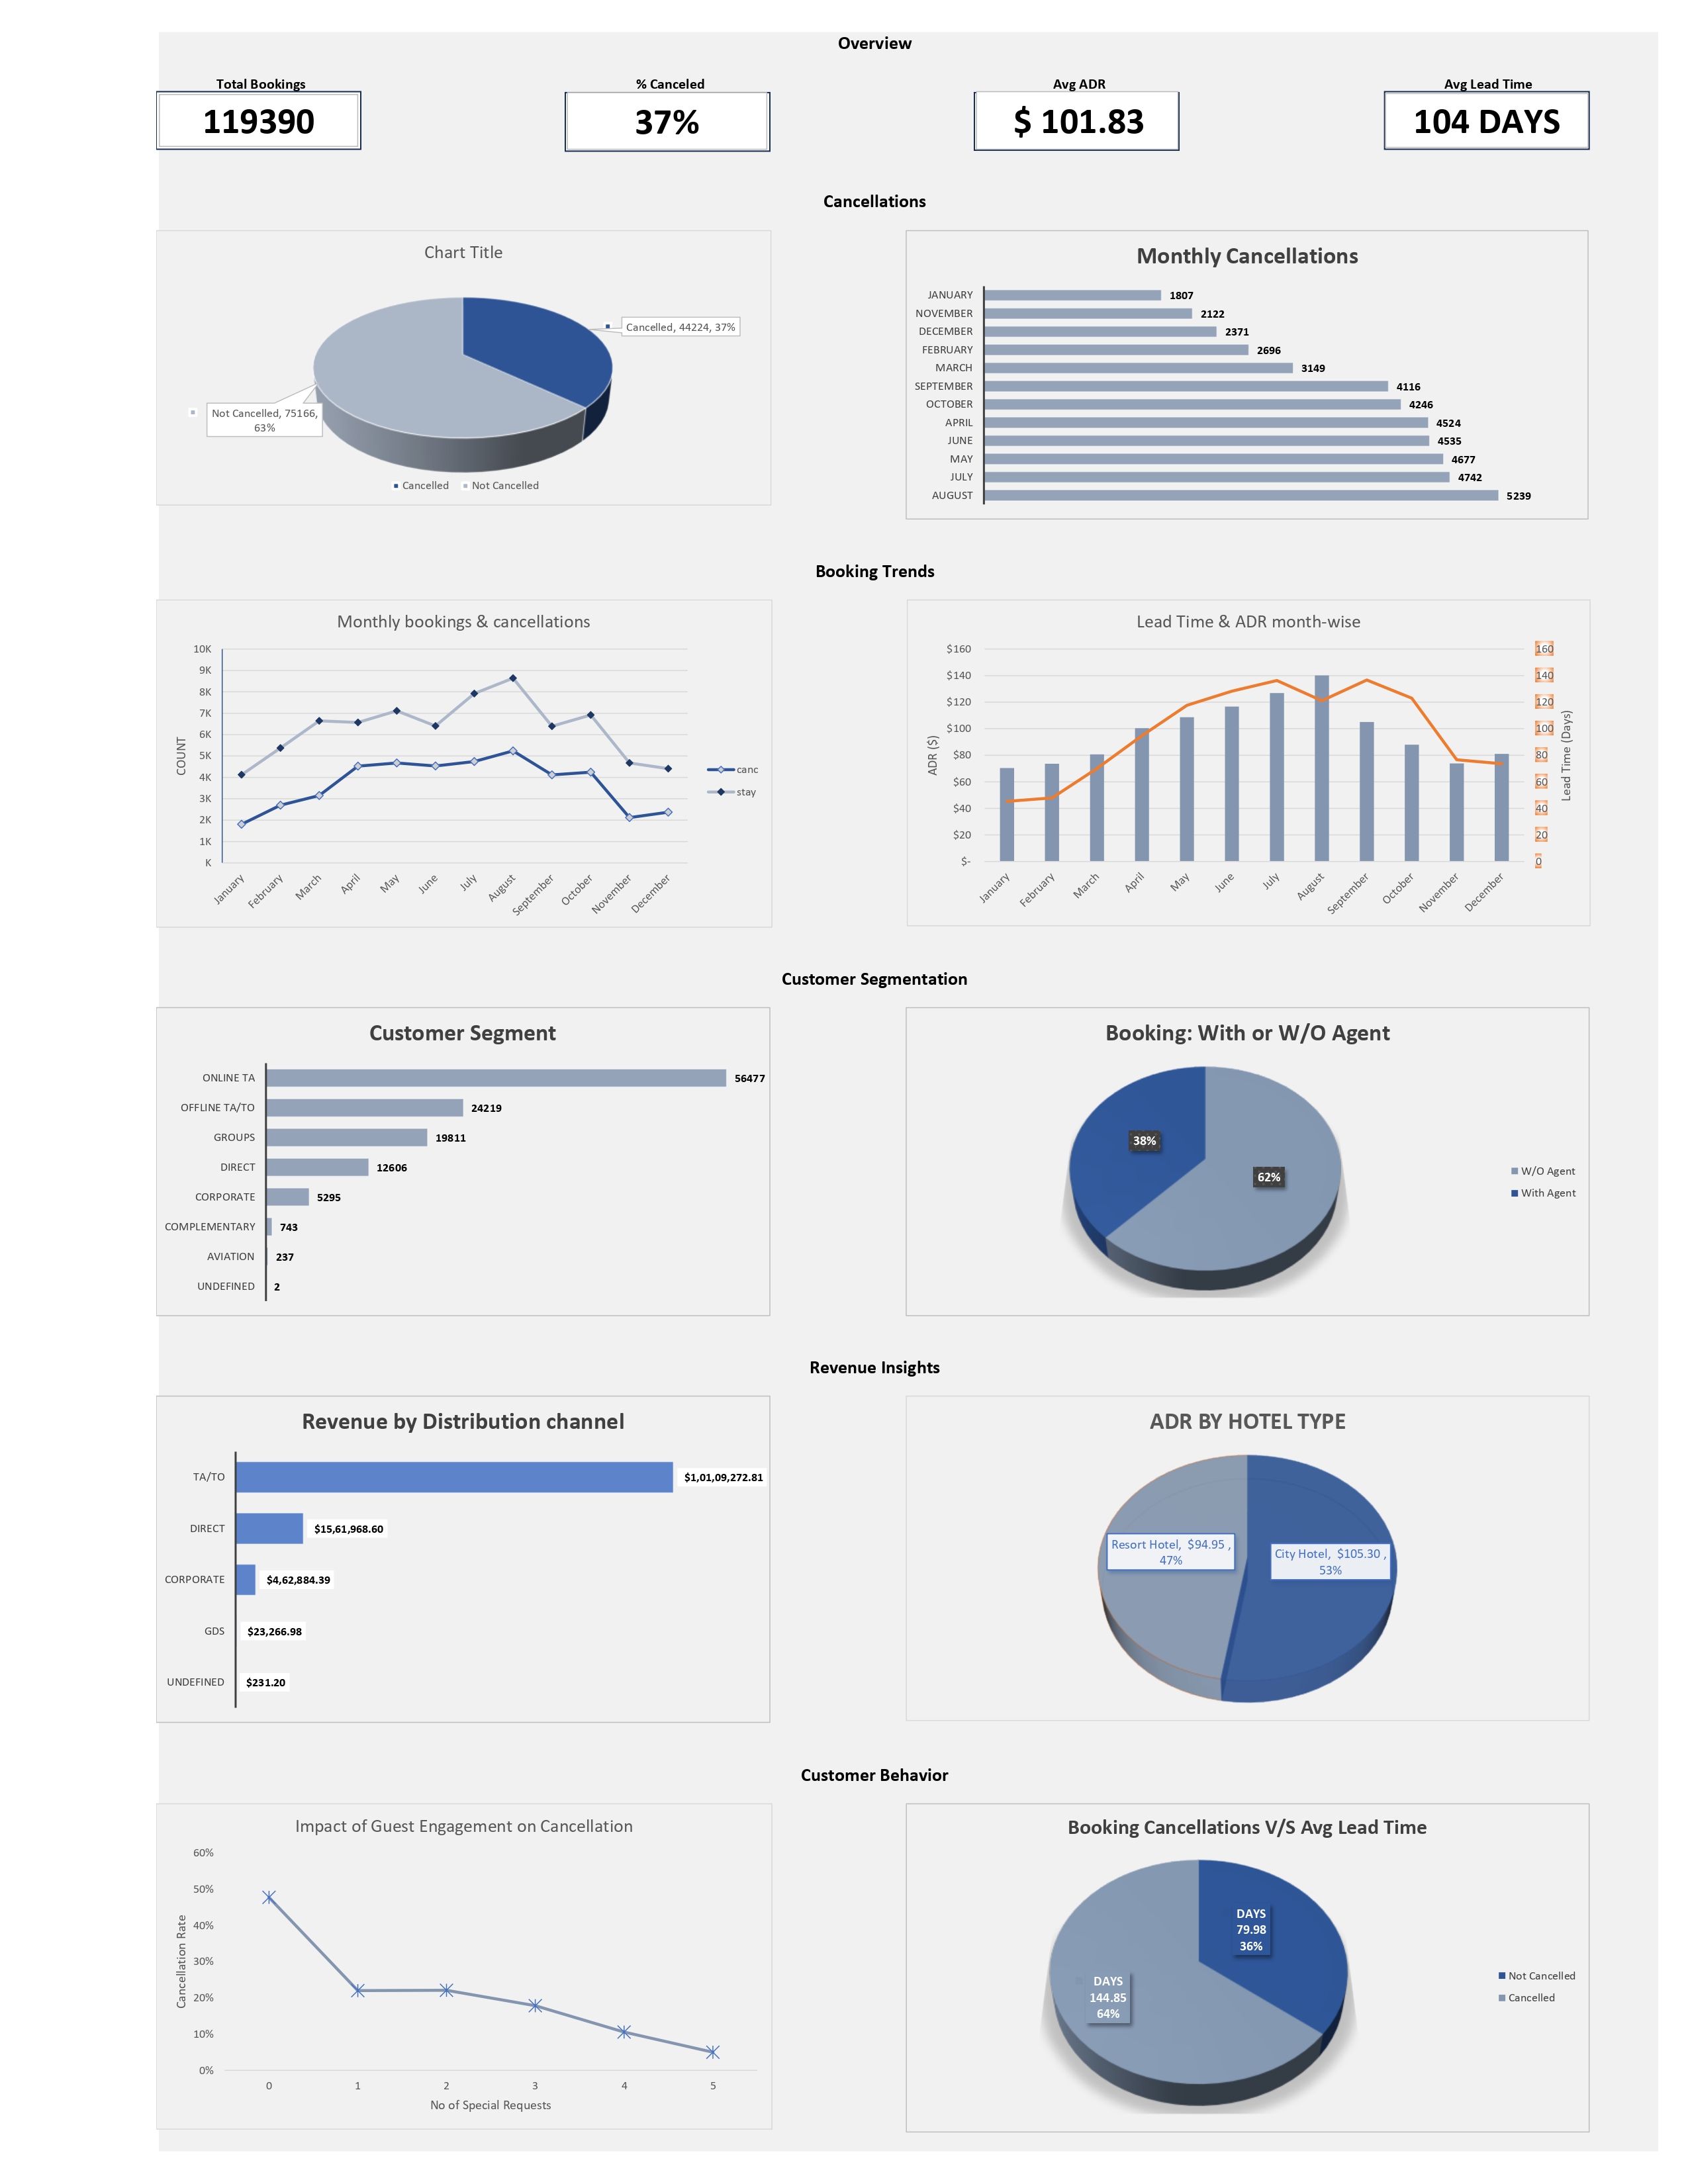 Overview
Total Bookings
119390
% Canceled
37%
Avg ADR
$ 101.83
Avg Lead Time
104 DAYS
Cancellations
Chart Title
Cancelled, 44224, 37%
Not Cancelled, 75166,
63%
Cancelled
Not Cancelled
Monthly Cancellations
JANUARY 1807
NOVEMBER 2122
DECEMBER 2371
FEBRUARY 2696
MARCH 3149
SEPTEMBER 4116
OCTOBER 4246
APRIL 4524
JUNE 4535
MAY 4677
JULY 4742
AUGUST 5239
Booking Trends
Monthly bookings & cancellations
COUNT
10K
9K
8K
7K
6K
5K
4K
3K
2K
1K
K
January
February
March
April
May
June
July
August
September
October
November
December
canc
stay
Lead Time & ADR month-wise
ADR ($)
$160
$140
$120
$100
$80
$60
$40
$20
$-
January
February
March
April
May
June
July
August
September
October
November
December
160
140
120
100
80
60
40
20
0
Lead Time (Days)
Customer Segmentation
Customer Segment
ONLINE TA 56477
OFFLINE TA/TO 24219
GROUPS 19811
DIRECT 12606
CORPORATE 5295
COMPLEMENTARY 743
AVIATION 237
UNDEFINED 2
Booking: With or W/O Agent
38%
62%
W/O Agent
With Agent
Revenue Insights
Revenue by Distribution channel
TA/TO $1,01,09,272.81
DIRECT $15,61,968.60
CORPORATE $4,62,884.39
GDS $23,266.98
UNDEFINED $231.20
ADR BY HOTEL TYPE
Resort Hotel, $94.95 ,
47%
City Hotel, $105.30 ,
53%
Customer Behavior
Impact of Guest Engagement on Cancellation
Cancellation Rate
60%
50%
40%
30%
20%
10%
0%
0 1 2 3 4 5
No of Special Requests
Booking Cancellations V/S Avg Lead Time
DAYS
79.98
36%
DAYS
144.85
64%
Not Cancelled
Cancelled